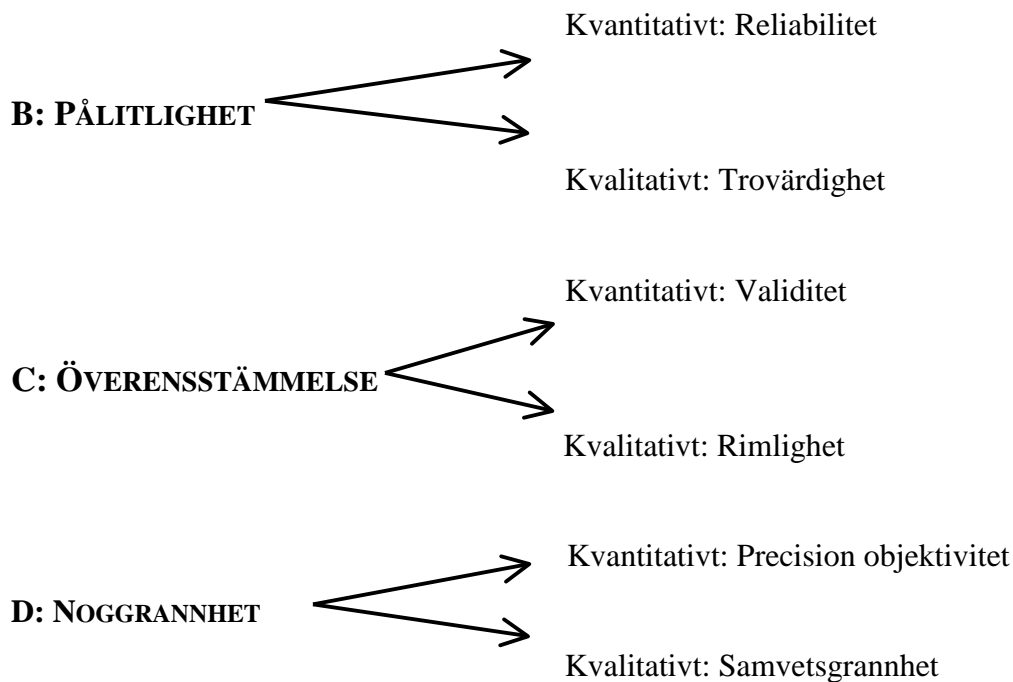 Kvantitativt: Reliabilitet
B: PÅLITLIGHET
Kvalitativt: Trovärdighet
Kvantitativt: Validitet
C: ÖVERENSSTÄMMELSE
Kvalitativt: Rimlighet
Kvantitativt: Precision objektivitet
D: NOGGRANNHET
Kvalitativt: Samvetsgrannhet